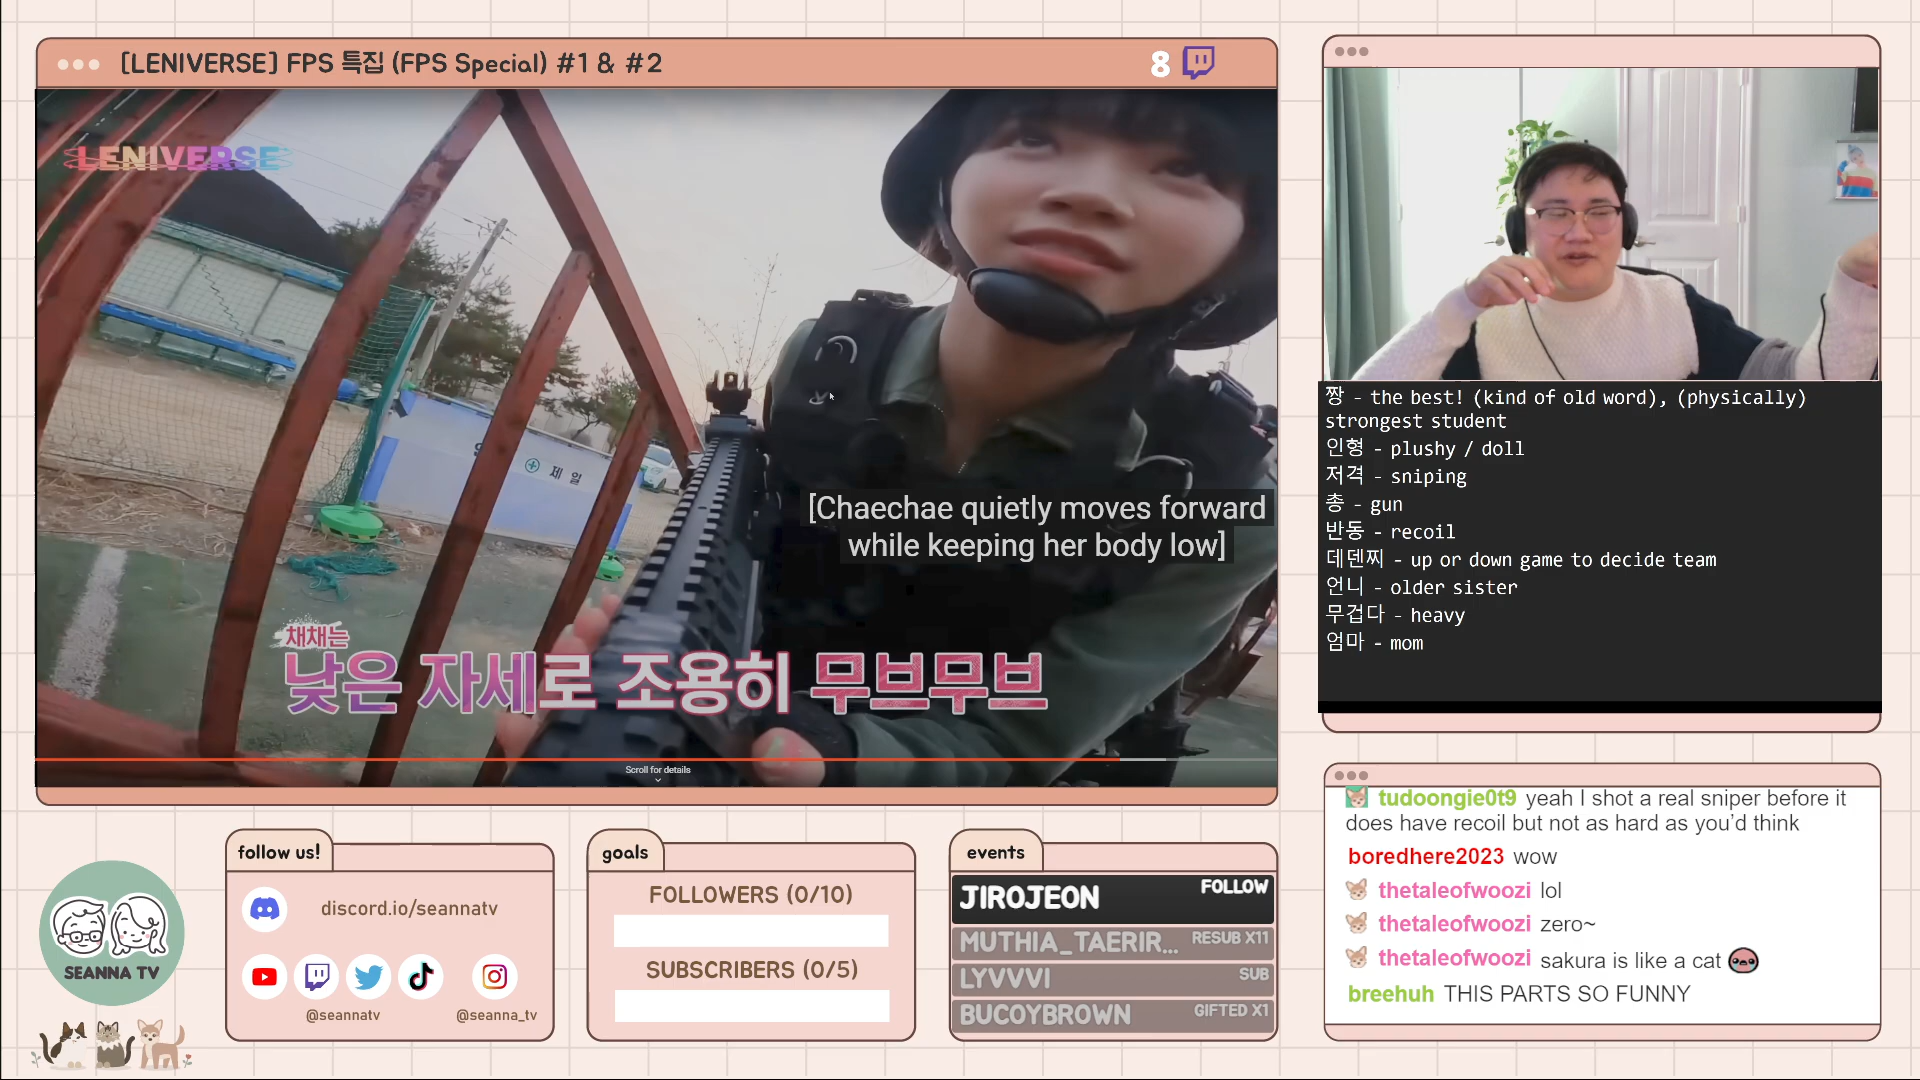 [LENIVERSE] FPS 특집 (FPS Special) #1 & #2
8
LENIVERSE
제일
[Chaechae quietly moves forward
while keeping her body low]
채채는
낮은 자세로 조용히 무브무브
Scroll for details
짱 - the best! (kind of old word), (physically)
strongest student
인형 - plushy / doll
저격 - sniping
총 - gun
반동 - recoil
데덴찌 - up or down game to decide team
언니 - older sister
무겁다 - heavy
엄마 - mom
tudoongie0t9 yeah I shot a real sniper before it
does have recoil but not as hard as you'd think
boredhere2023 wow
thetaleofwoozi lol
thetaleofwoozi zero~
thetaleofwoozi sakura is like a cat
breehuh THIS PARTS SO FUNNY
SEANNA TV
follow us!
discord.io/seannatv
@seannatv
@seanna_tv
goals
FOLLOWERS (0/10)
SUBSCRIBERS (0/5)
events
JIROJEON FOLLOW
MUTHIA_TAERIR... RESUB X11
LYVVVI SUB
BUCOYBROWN GIFTED X1